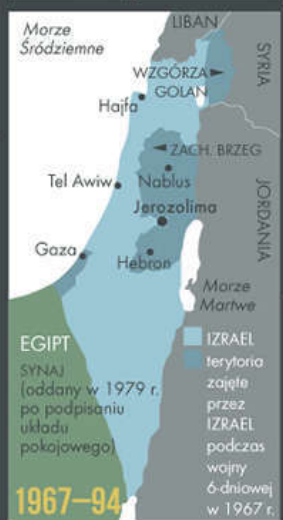 Morze
Śródziemne
LIBAN
SYRIA
WZGÓRZA
GOLAN
Hajfa
ZACH. BRZEG
Nablus
Tel Awiw
Jerozolima
JORDANIA
Gaza
Hebron
Morze
Martwe
EGIPT
SYNAJ
(oddany w 1979 r.
po podpisaniu
układu
pokojowego)
IZRAEL
terytoria
zajęte
przez
IZRAEL
podczas
wojny
6-dniowej
w 1967 r.
1967–94